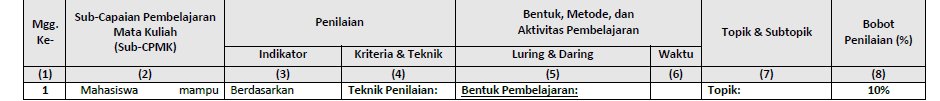 Mgg. Ke-
Sub-Capaian Pembelajaran Mata Kuliah (Sub-CPMK)
Penilaian
Bentuk, Metode, dan Aktivitas Pembelajaran
Topik & Subtopik
Bobot Penilaian (%)
Indikator
Kriteria & Teknik
Luring & Daring
Waktu
(1) (2) (3) (4) (5) (6) (7) (8)
1 Mahasiswa mampu Berdasarkan Teknik Penilaian: Bentuk Pembelajaran: Topik: 10%